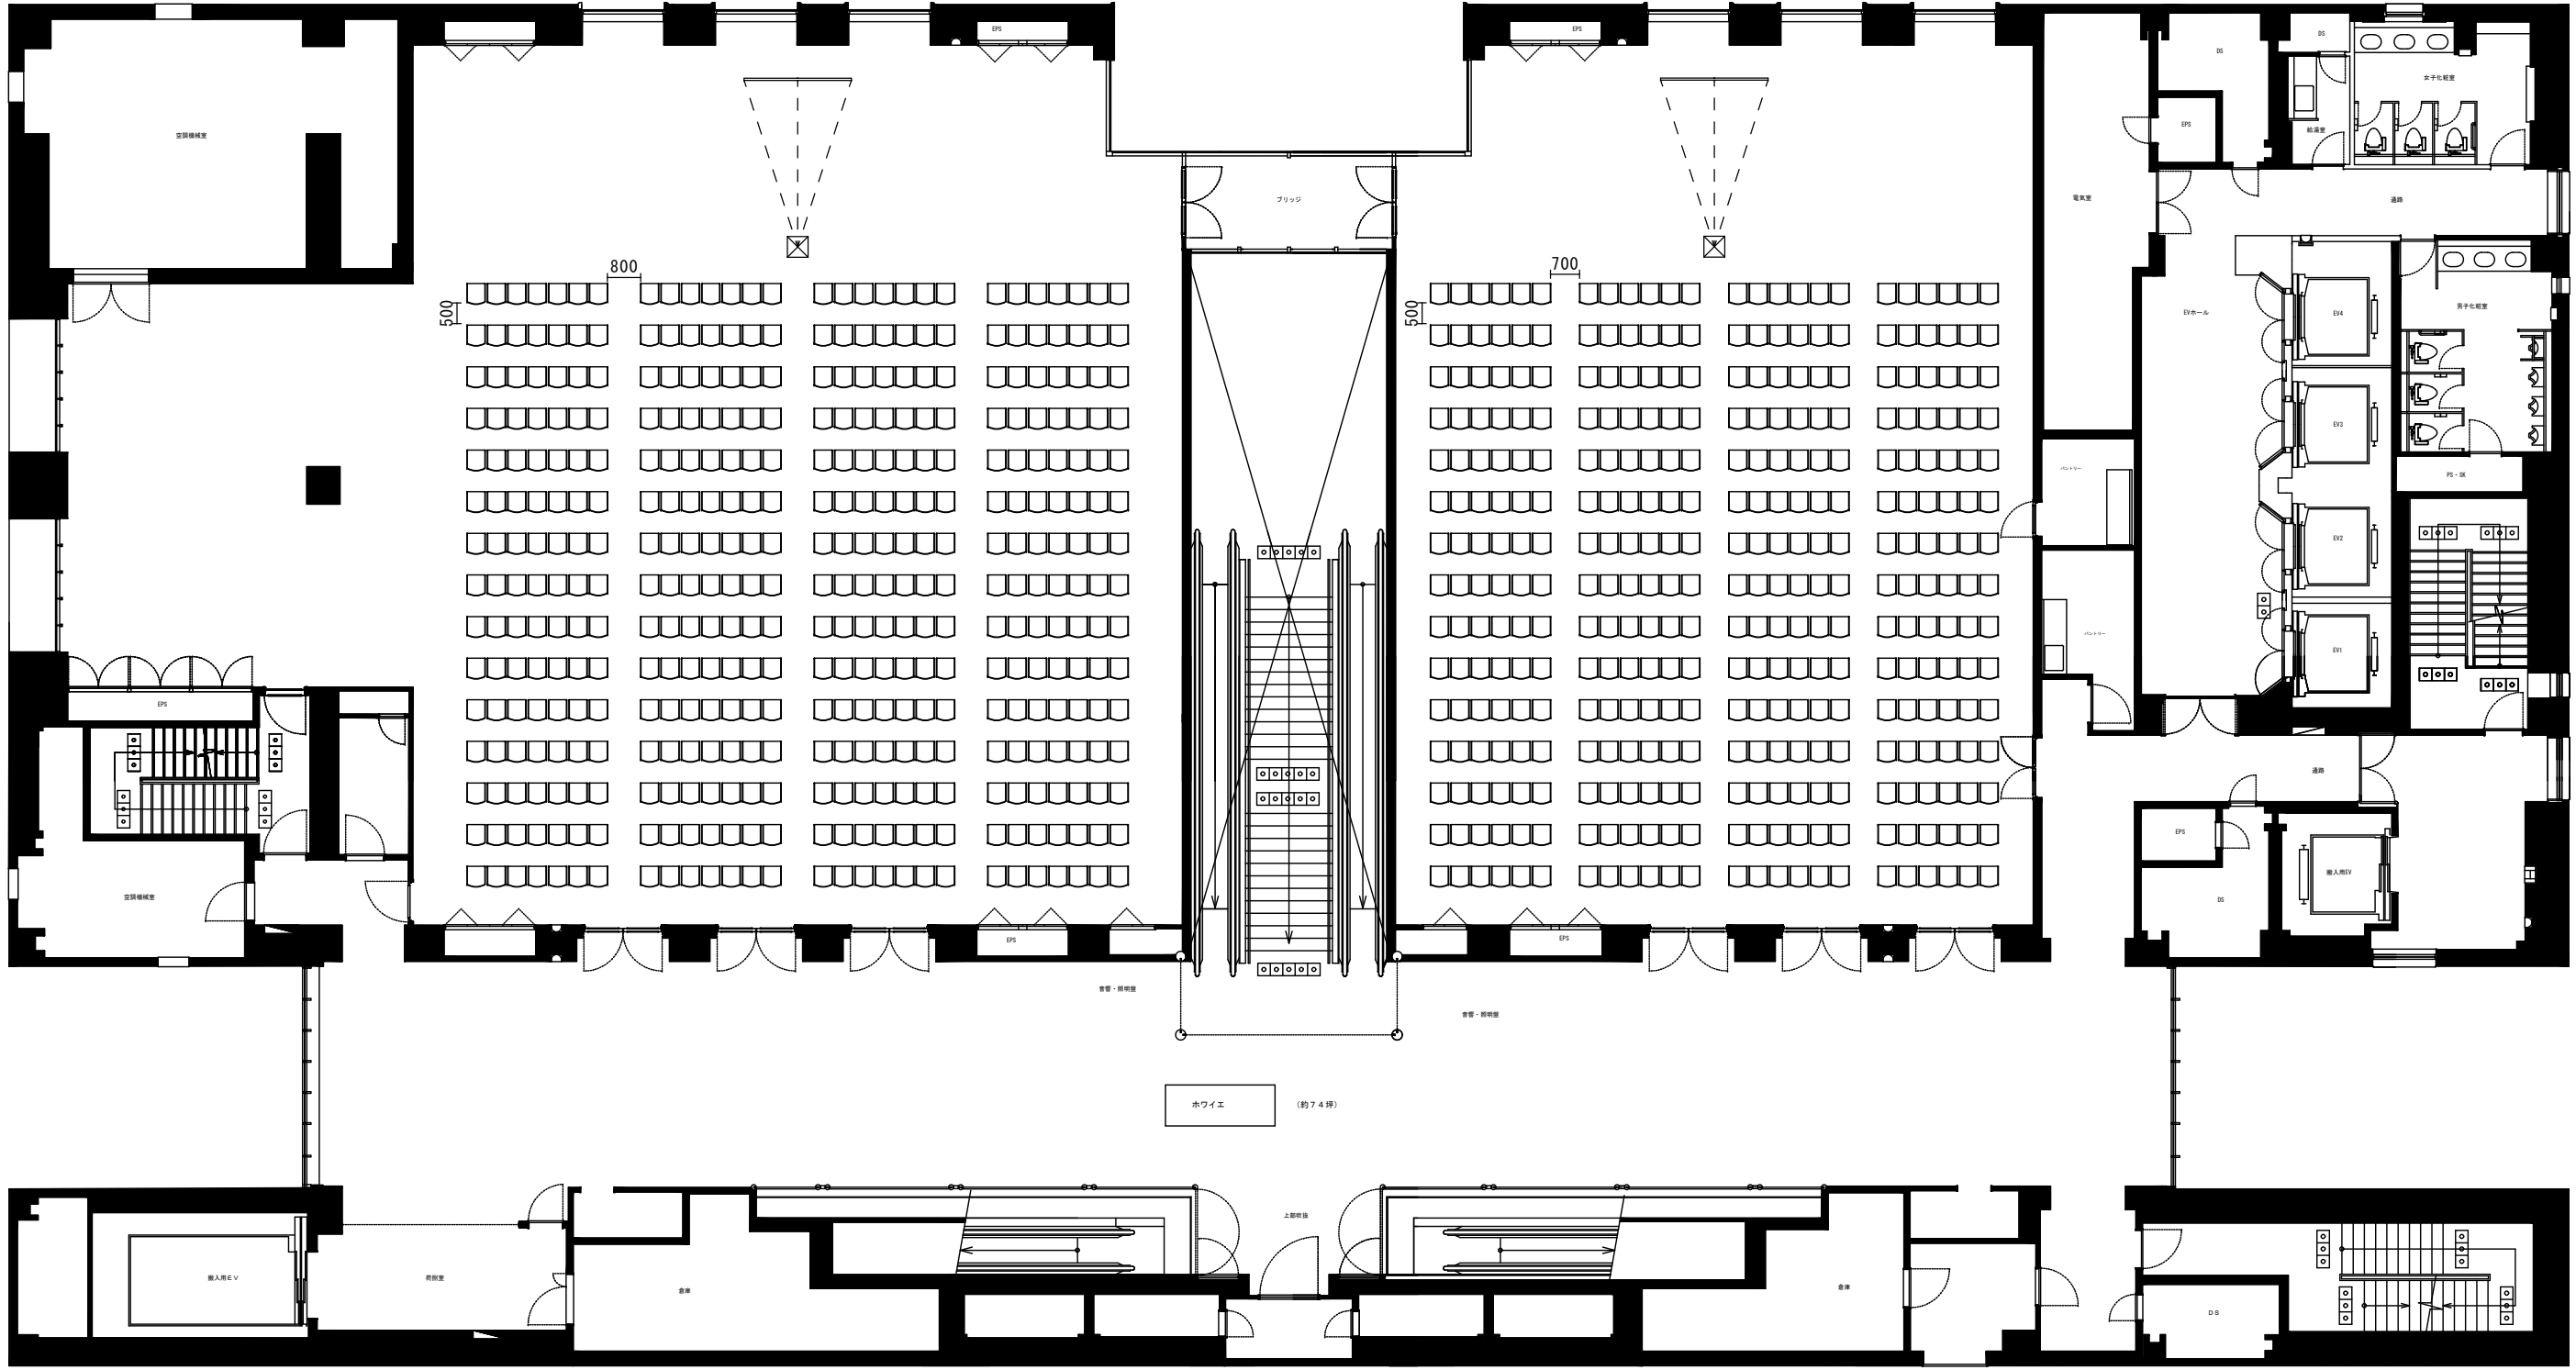 EPS
EPS
DS
DS
女子化粧室
空調機械室
EPS
給湯室
ブリッジ
電気室
通路
800
700
500
500
EVホール
EV4
男子化粧室
EV3
パントリー
PS・SK
EV2
パントリー
EV1
EPS
通路
EPS
空調機械室
搬入用EV
DS
EPS
EPS
音響・照明盤
音響・照明盤
ホワイエ
(約74坪)
上部吹抜
搬入用EV
荷捌室
倉庫
倉庫
DS